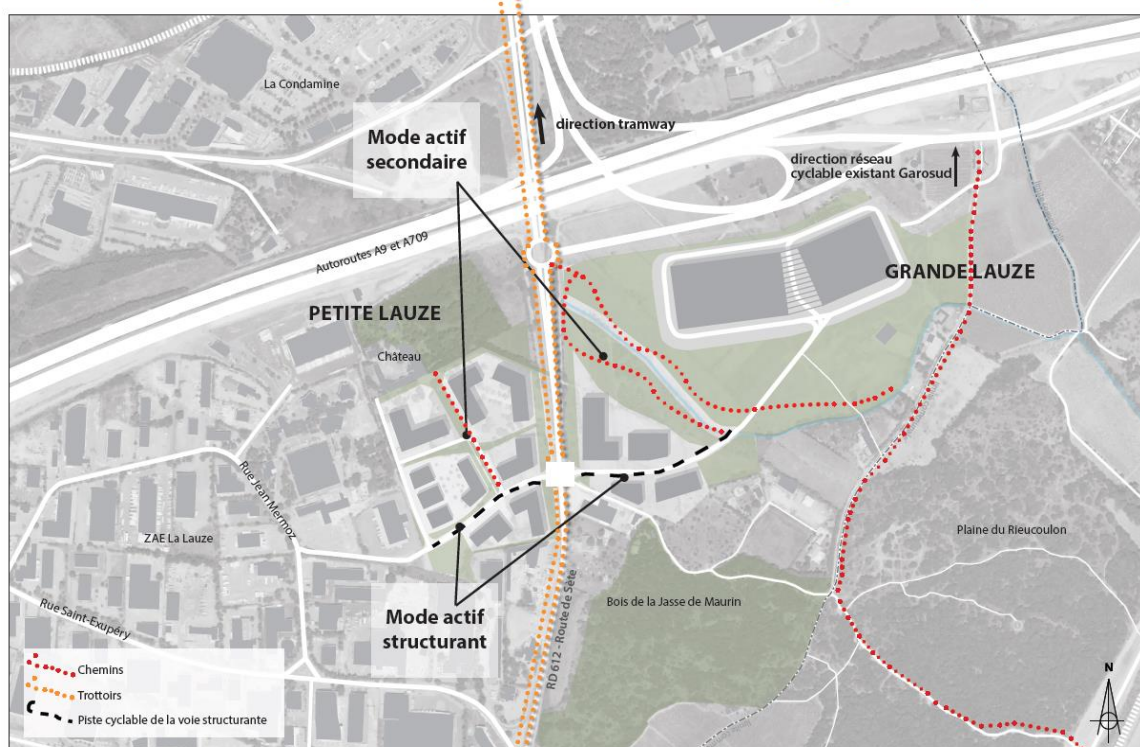 La Condamine
Mode actif
secondaire
direction tramway
direction réseau
cyclable existant Garosud
Autoroutes A9 et A709
GRANDE LAUZE
PETITE LAUZE
Château
Rue Jean Mermoz
ZAE La Lauze
Plaine du Rieucoulon
Rue Saint-Exupéry
Bois de la Jasse de Maurin
Mode actif
structurant
RD 612 - Route de Sète
Chemins
Trottoirs
Piste cyclable de la voie structurante
N